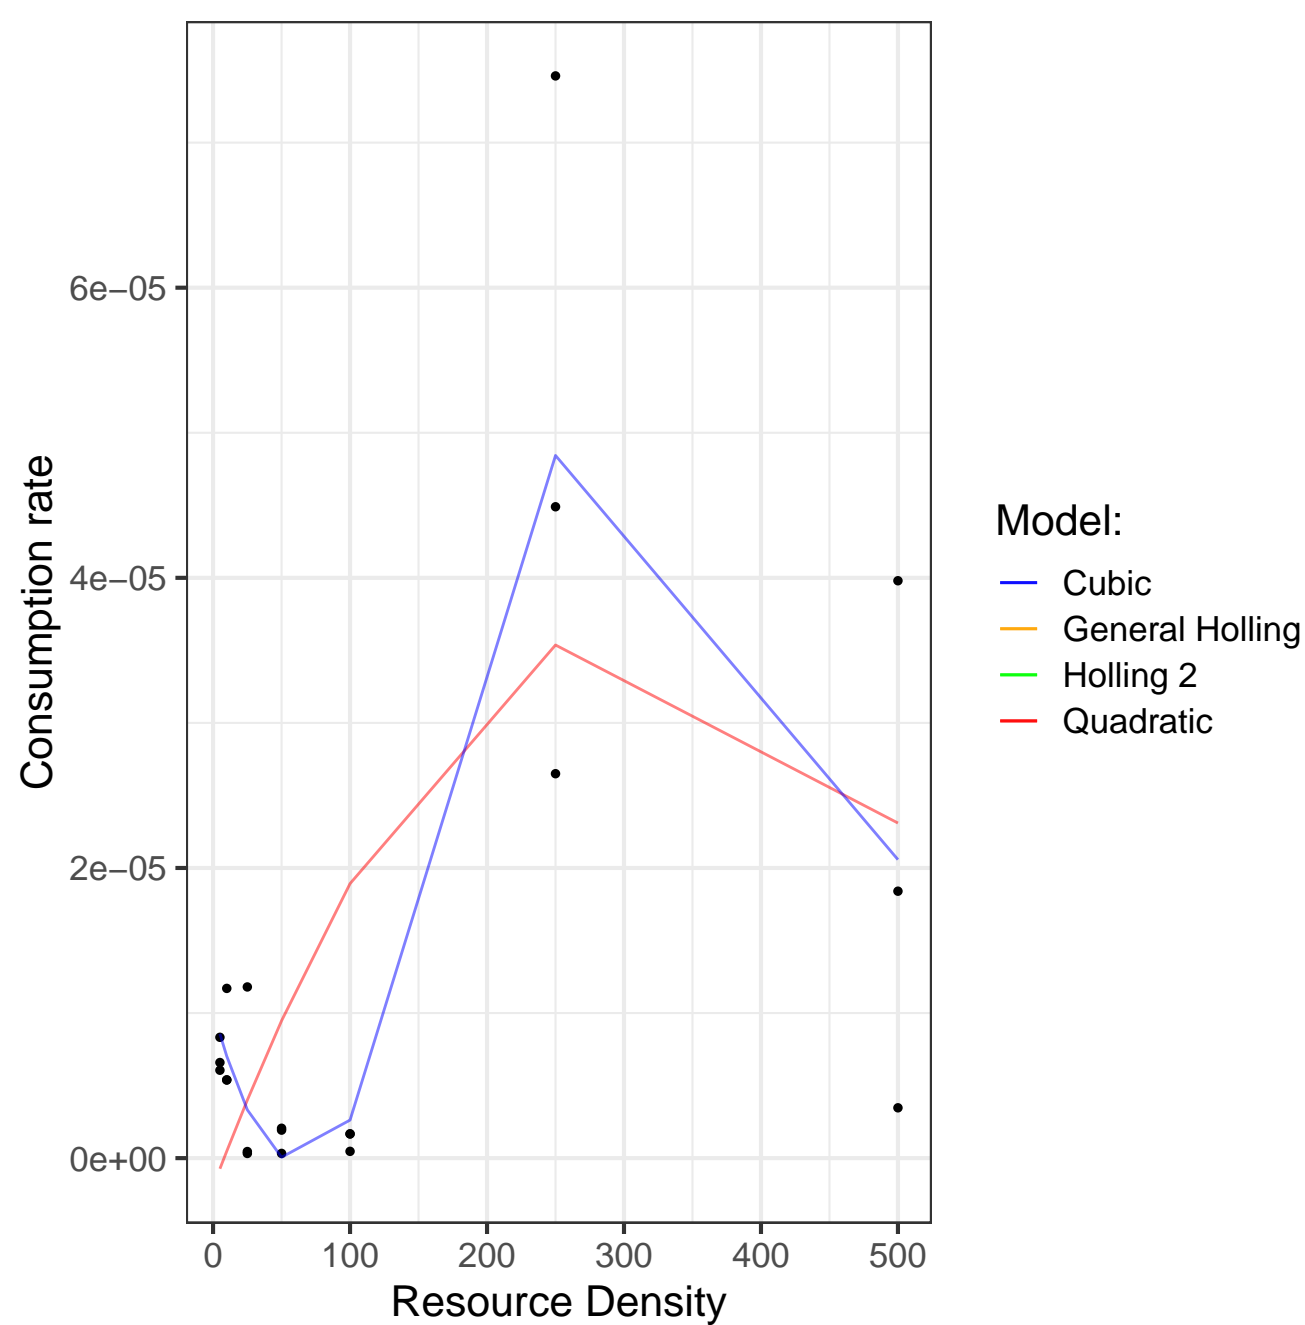 6e−05
4e−05
2e−05
0e+00
0 100 200 300 400 500
Resource Density
Consumption rate
Model:
Cubic
General Holling
Holling 2
Quadratic